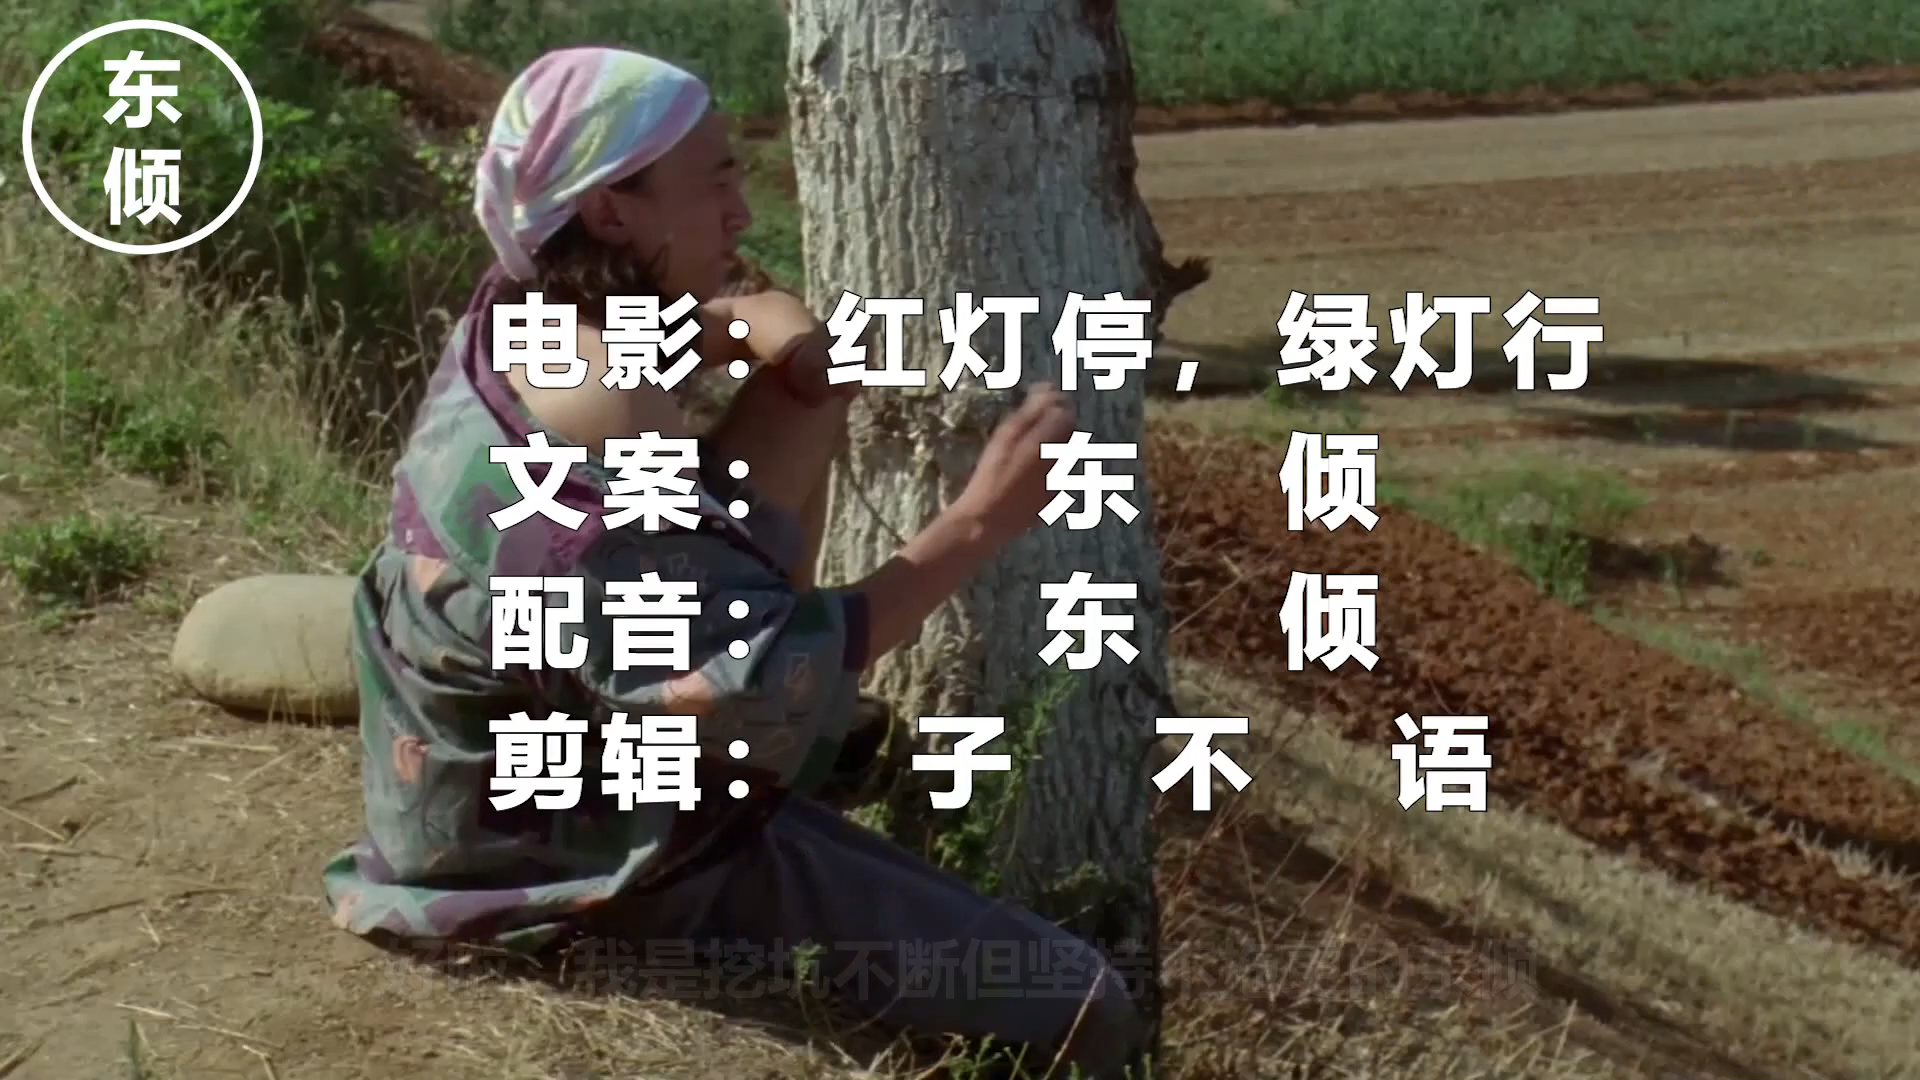 东
倾
电影：红灯停，绿灯行
文案：东 倾
配音：东 倾
剪辑：子 不 语
我是挖坑不断但坚持